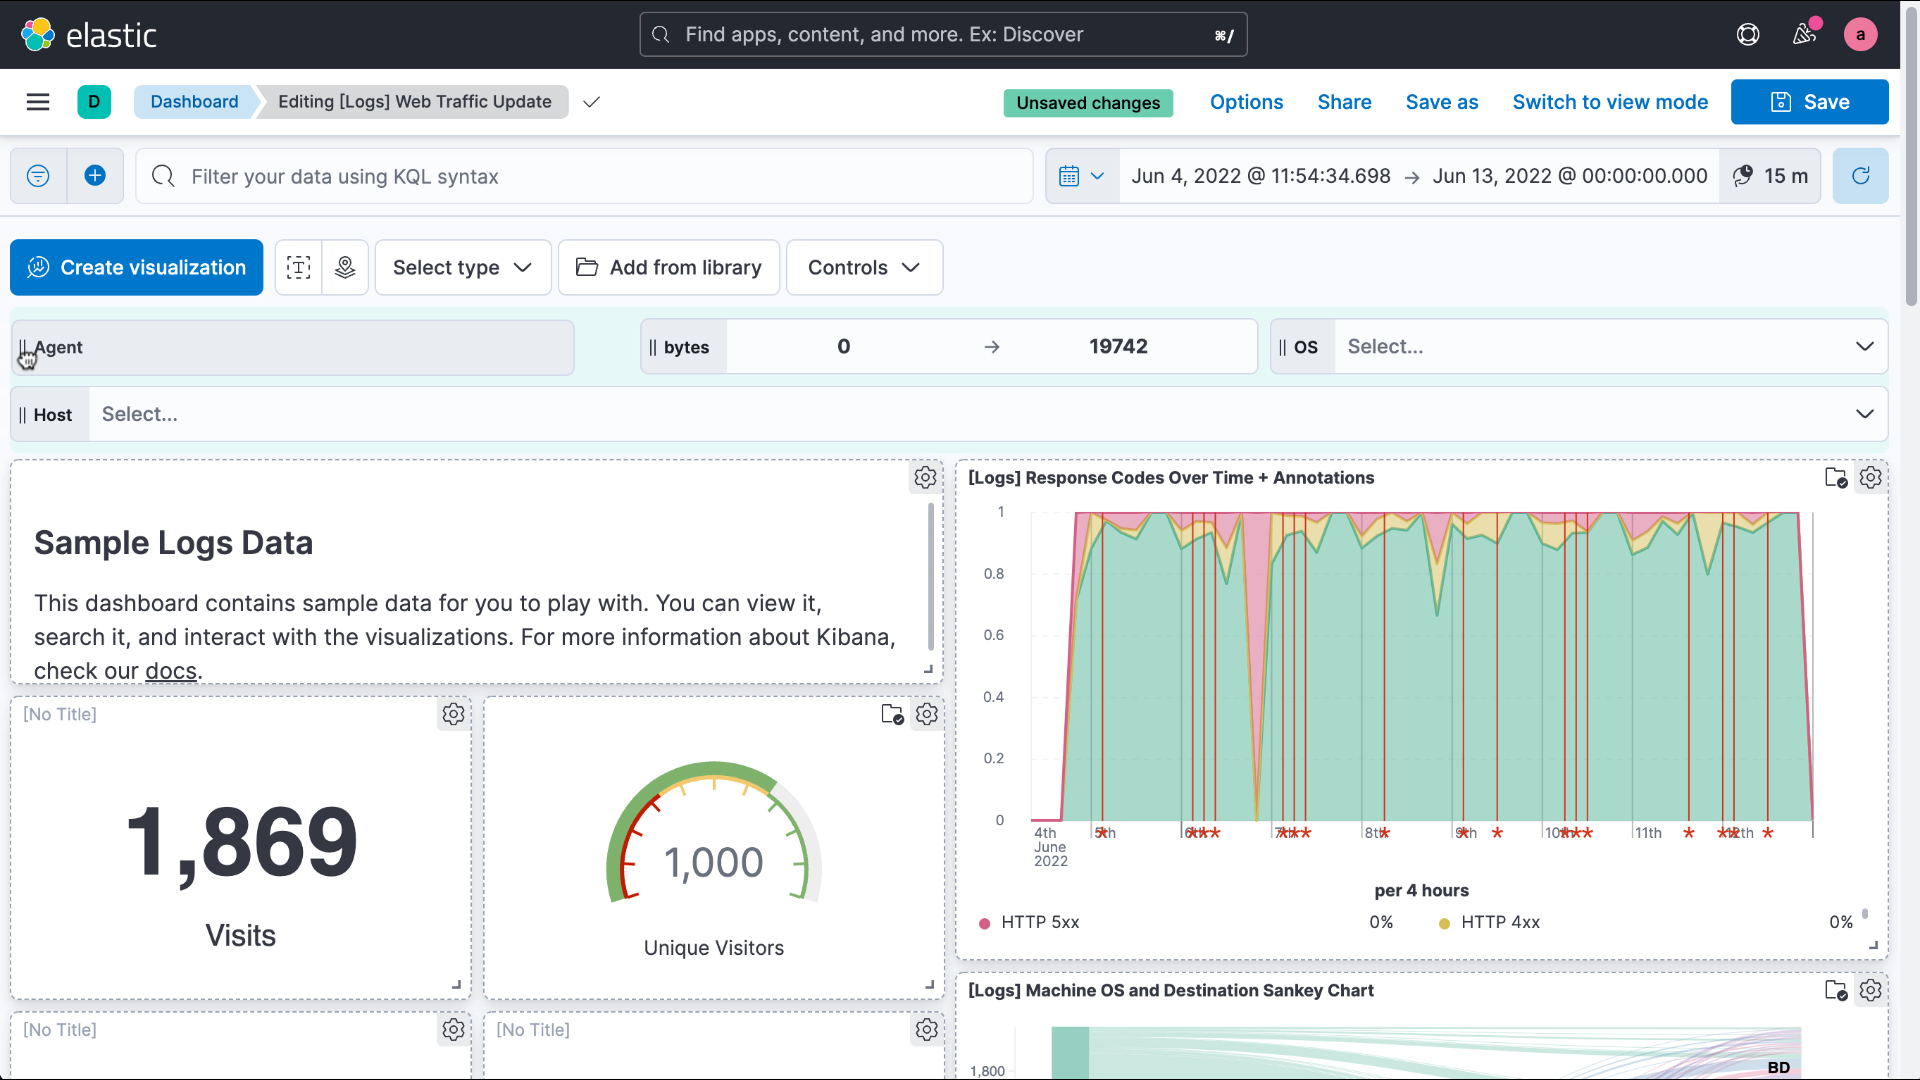 elastic
Find apps, content, and more. Ex: Discover
⌘/
a
D
Dashboard
Editing [Logs] Web Traffic Update
Unsaved changes
Options
Share
Save as
Switch to view mode
Save
Filter your data using KQL syntax
Jun 4, 2022 @ 11:54:34.698 → Jun 13, 2022 @ 00:00:00.000
15 m
Create visualization
Select type
Add from library
Controls
Agent
bytes
0 → 19742
OS
Select...
Host
Select...
Sample Logs Data
This dashboard contains sample data for you to play with. You can view it,
search it, and interact with the visualizations. For more information about Kibana,
check our docs.
[Logs] Response Codes Over Time + Annotations
1
0.8
0.6
0.4
0.2
0
4th
June
2022
5th
6th
7th
8th
9th
10th
11th
12th
per 4 hours
HTTP 5xx
0%
HTTP 4xx
0%
[No Title]
1,869
Visits
1,000
Unique Visitors
[Logs] Machine OS and Destination Sankey Chart
1,800
BD
[No Title]
[No Title]